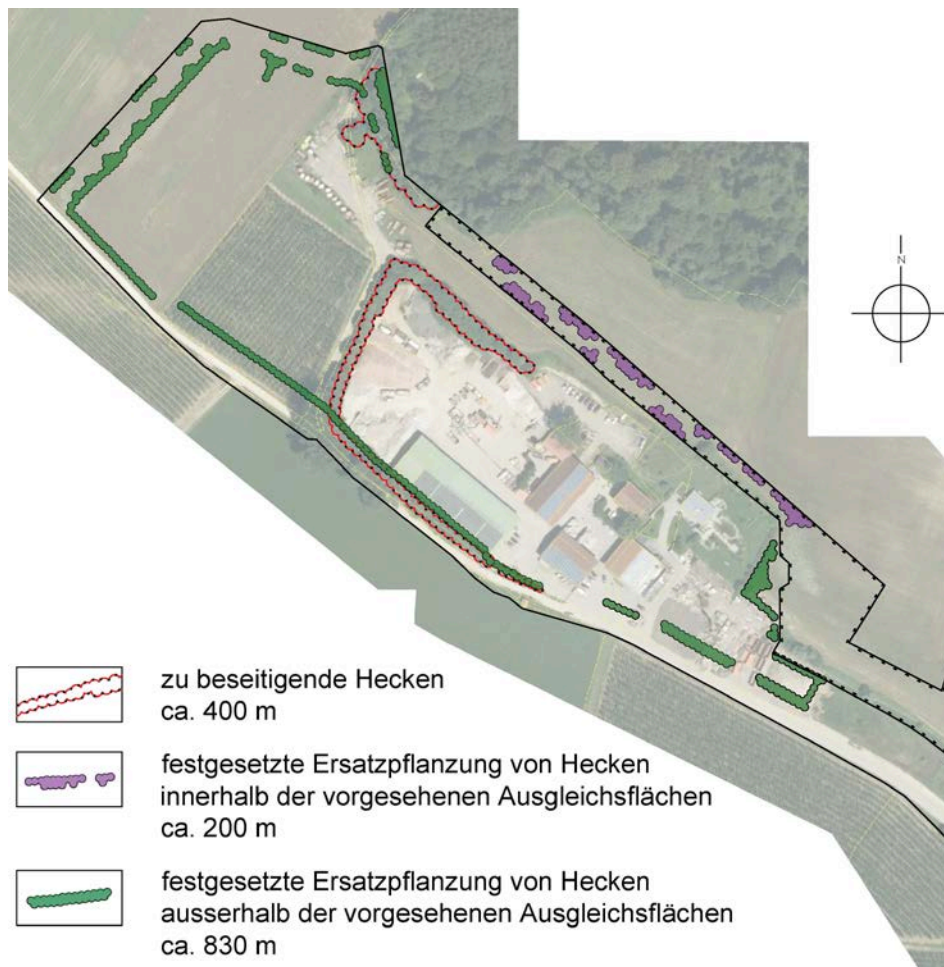 N
zu beseitigende Hecken
ca. 400 m
festgesetzte Ersatzpflanzung von Hecken
innerhalb der vorgesehenen Ausgleichsflächen
ca. 200 m
festgesetzte Ersatzpflanzung von Hecken
ausserhalb der vorgesehenen Ausgleichsflächen
ca. 830 m